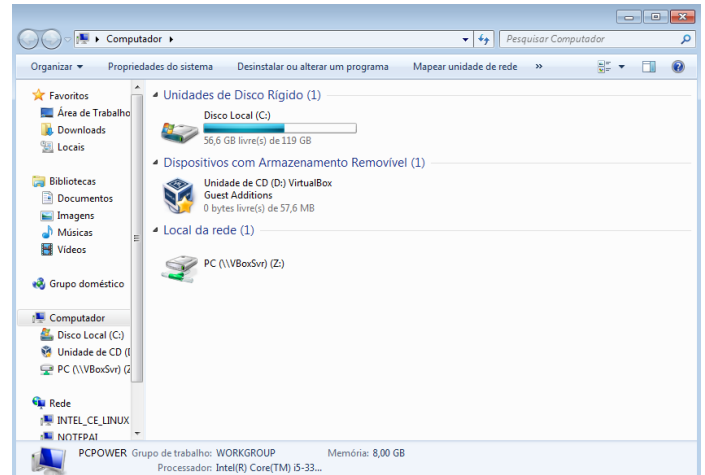 Computador
Pesquisar Computador
Organizar
Propriedades do sistema
Desinstalar ou alterar um programa
Mapear unidade de rede
»
Favoritos
Área de Trabalho
Downloads
Locais
Bibliotecas
Documentos
Imagens
Músicas
Vídeos
Grupo doméstico
Computador
Disco Local (C:)
Unidade de CD (
PC (\\VBoxSvr) (Z
Rede
INTEL_CE_LINUX
NOTEPAL
Unidades de Disco Rígido (1)
Disco Local (C:)
56,6 GB livre(s) de 119 GB
Dispositivos com Armazenamento Removível (1)
Unidade de CD (D:) VirtualBox
Guest Additions
0 bytes livre(s) de 57,6 MB
Local da rede (1)
PC (\\VBoxSvr) (Z:)
PCPOWER Grupo de trabalho: WORKGROUP Memória: 8,00 GB
Processador: Intel(R) Core(TM) i5-33...